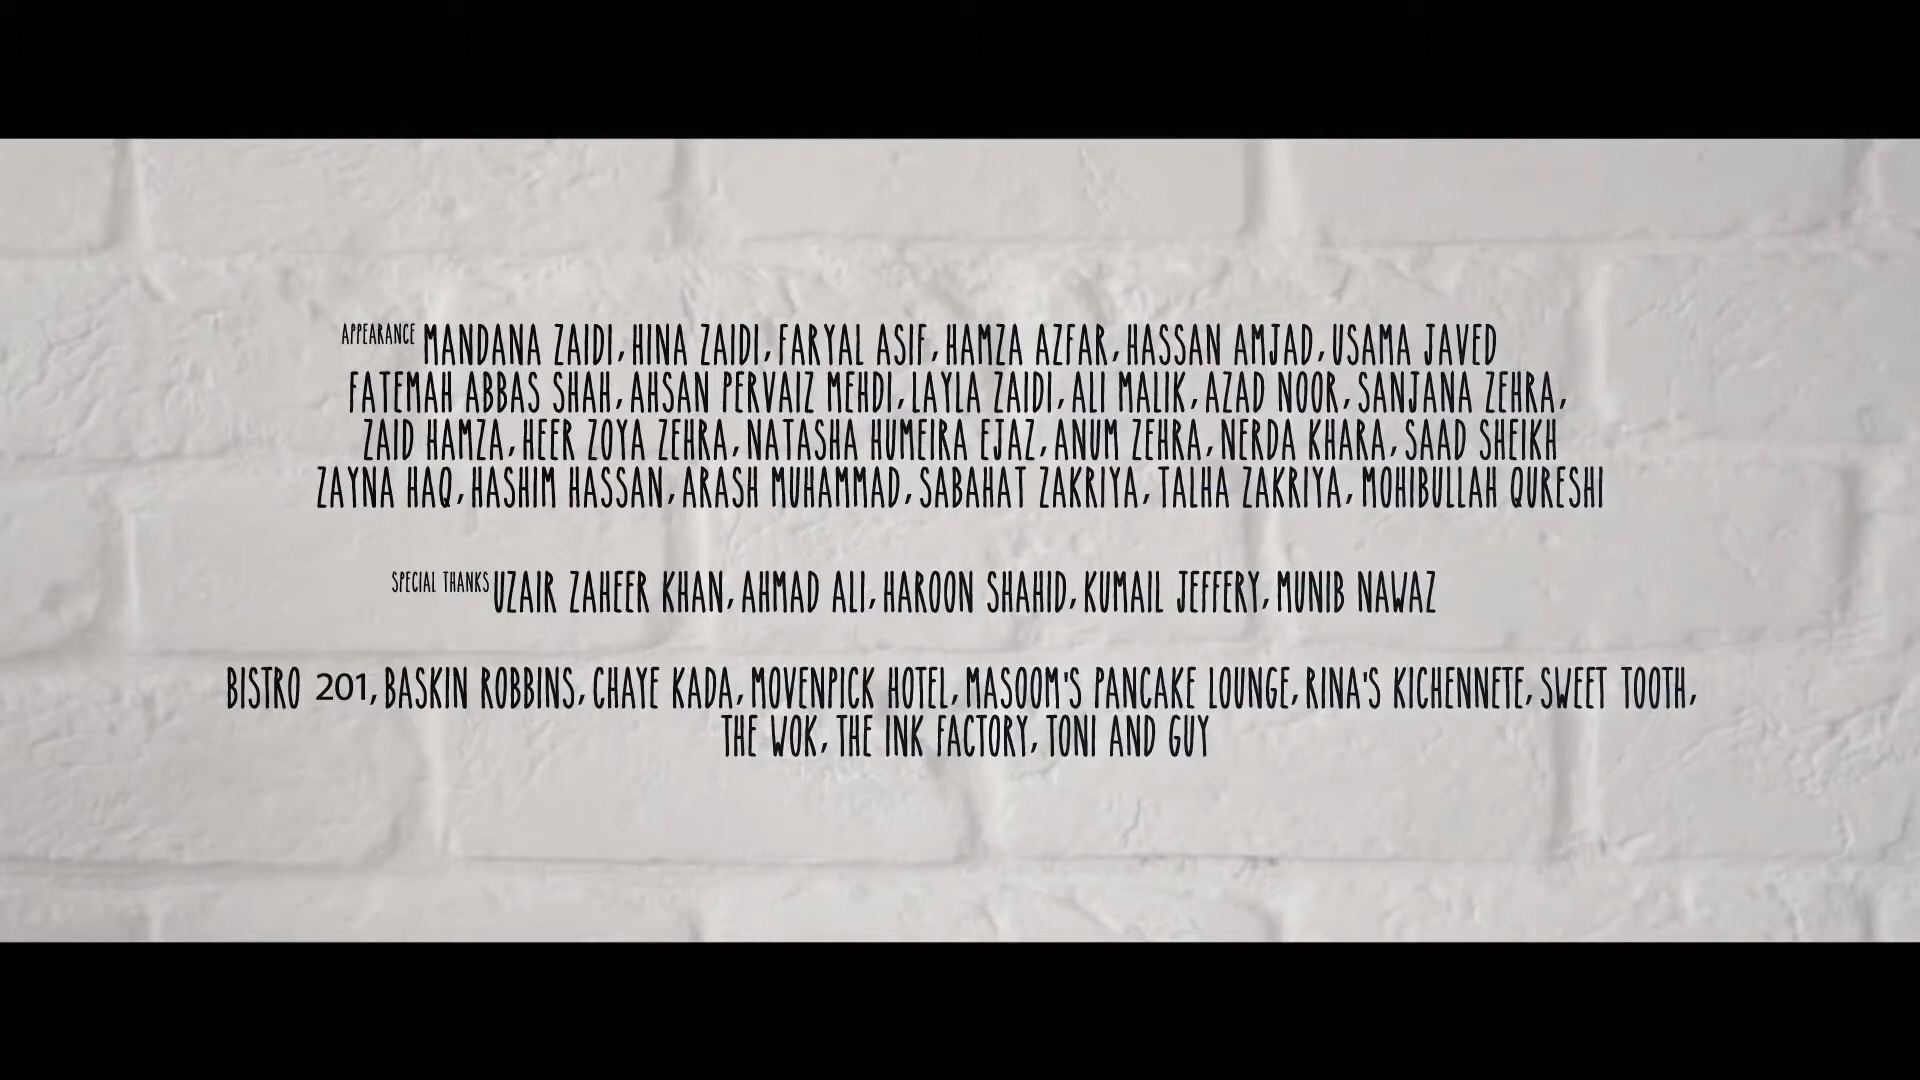 APPEARANCE MANDANA ZAIDI, HINA ZAIDI, FARYAL ASIF, HAMZA AZFAR, HASSAN AMJAD, USAMA JAVED
FATEMAH ABBAS SHAH, AHSAN PERVAIZ MEHDI, LAYLA ZAIDI, ALI MALIK, AZAD NOOR, SANJANA ZEHRA,
ZAID HAMZA, HEER ZOYA ZEHRA, NATASHA HUMEIRA EJAZ, ANUM ZEHRA, NERDA KHARA, SAAD SHEIKH
ZAYNA HAQ, HASHIM HASSAN, ARASH MUHAMMAD, SABAHAT ZAKRIYA, TALHA ZAKRIYA, MOHIBULLAH QURESHI
SPECIAL THANKS UZAIR ZAHEER KHAN, AHMAD ALI, HAROON SHAHID, KUMAIL JEFFERY, MUNIB NAWAZ
BISTRO 201, BASKIN ROBBINS, CHAYE KADA, MOVENPICK HOTEL, MASOOM'S PANCAKE LOUNGE, RINA'S KICHENNETE, SWEET TOOTH,
THE WOK, THE INK FACTORY, TONI AND GUY